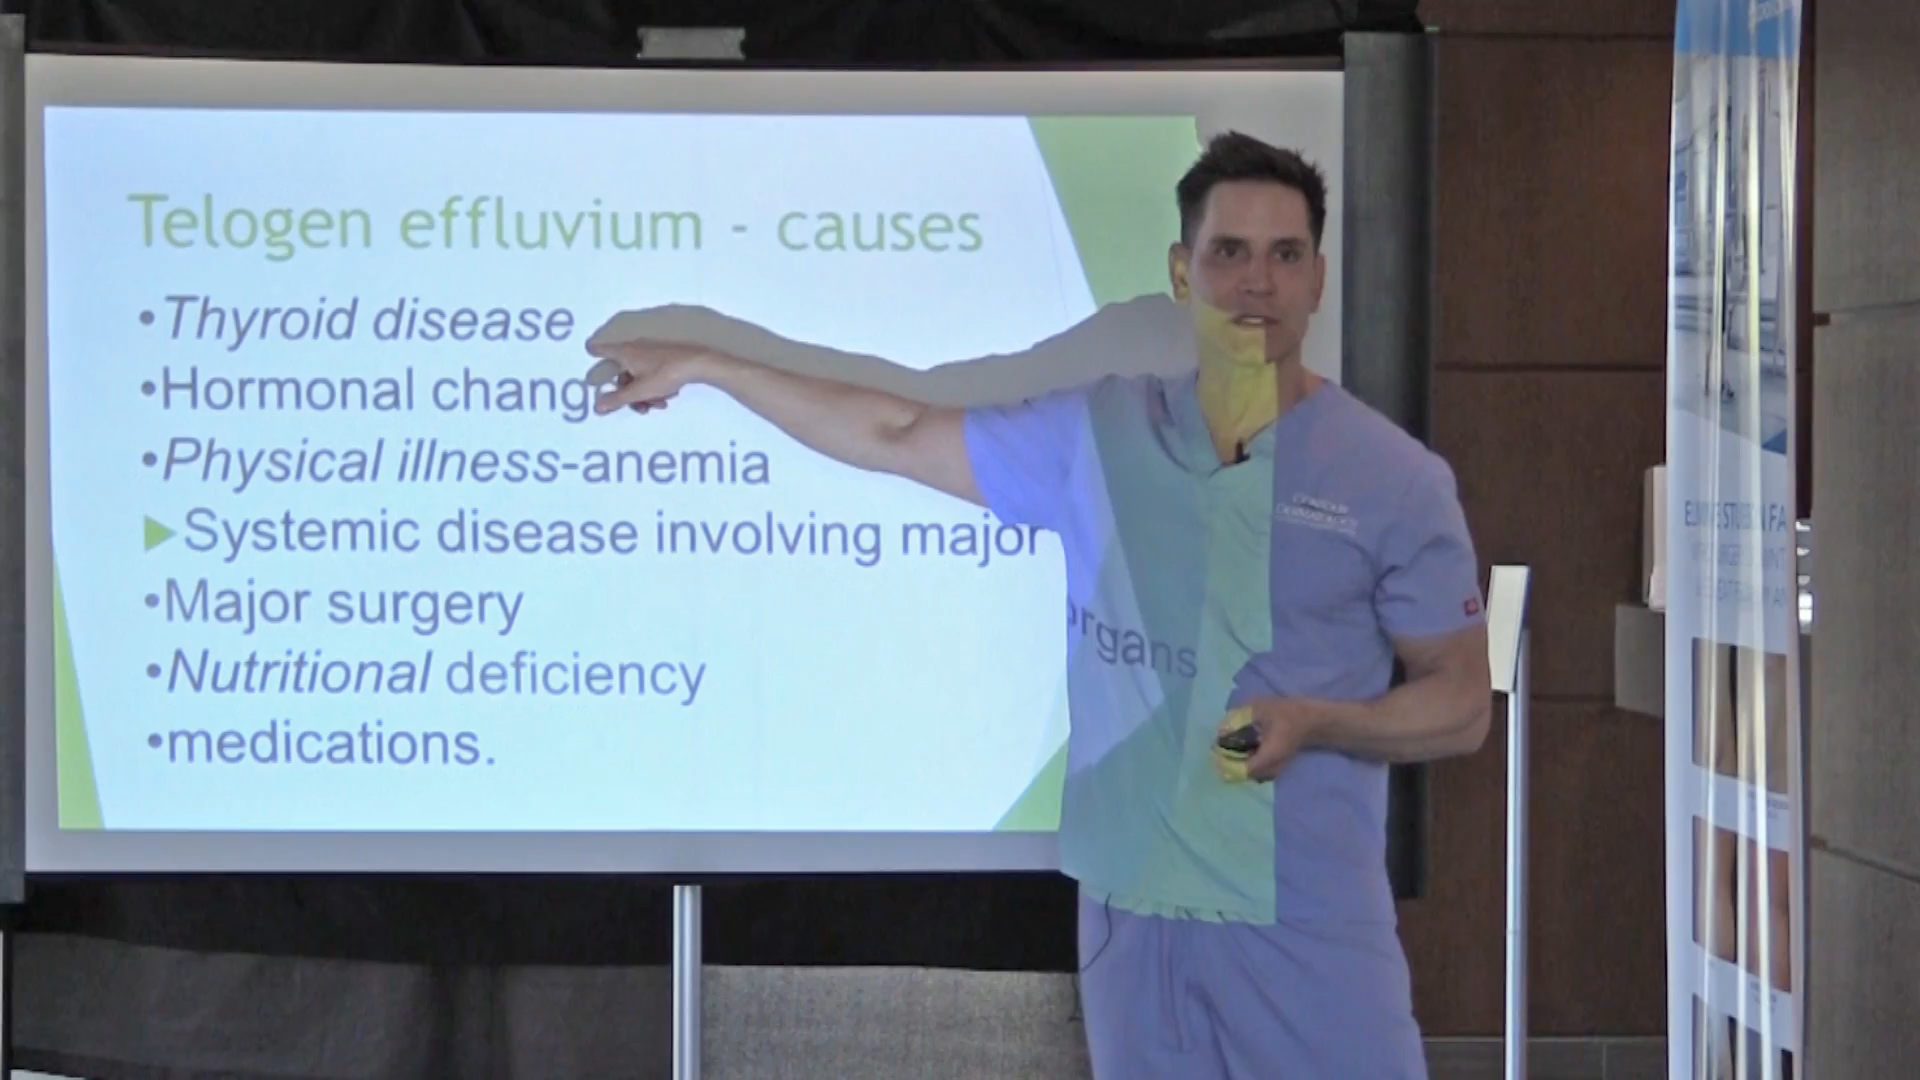 Telogen effluvium - causes
•Thyroid disease
•Hormonal chang
•Physical illness-anemia
▶Systemic disease involving major
organs
•Major surgery
•Nutritional deficiency
•medications.
DERMATOLOGY